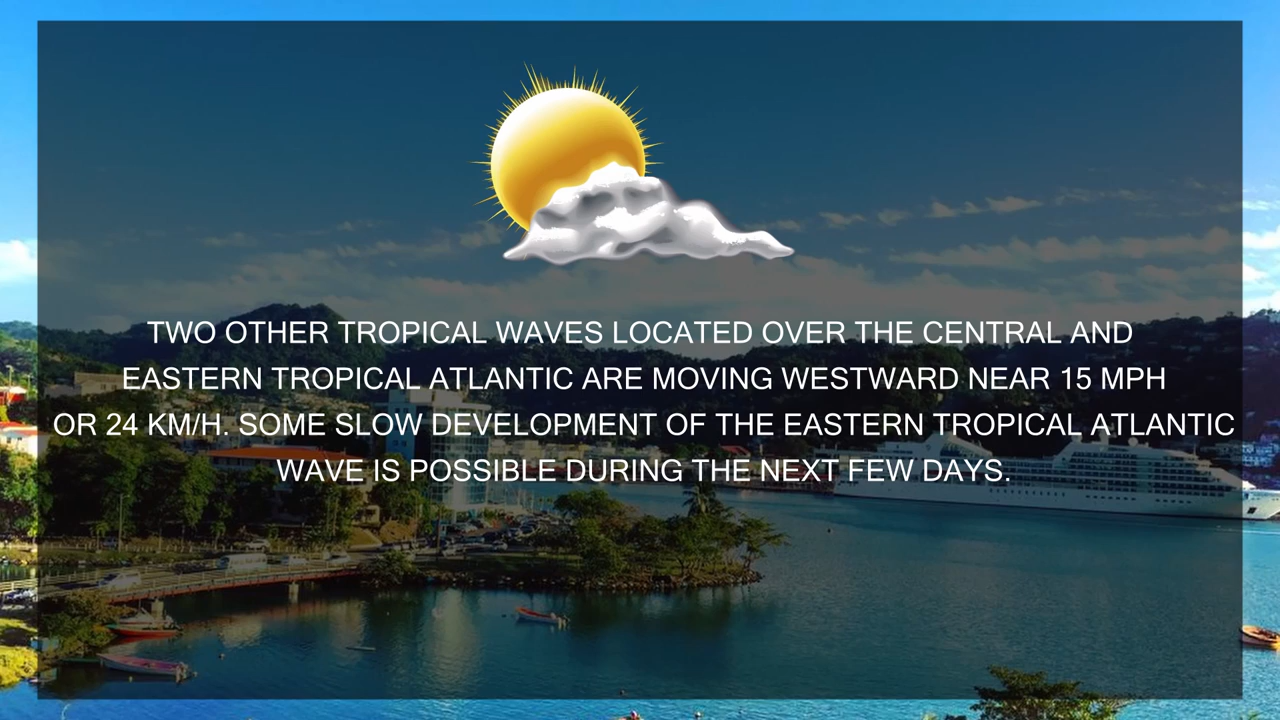 TWO OTHER TROPICAL WAVES LOCATED OVER THE CENTRAL AND
EASTERN TROPICAL ATLANTIC ARE MOVING WESTWARD NEAR 15 MPH
OR 24 KM/H. SOME SLOW DEVELOPMENT OF THE EASTERN TROPICAL ATLANTIC
WAVE IS POSSIBLE DURING THE NEXT FEW DAYS.